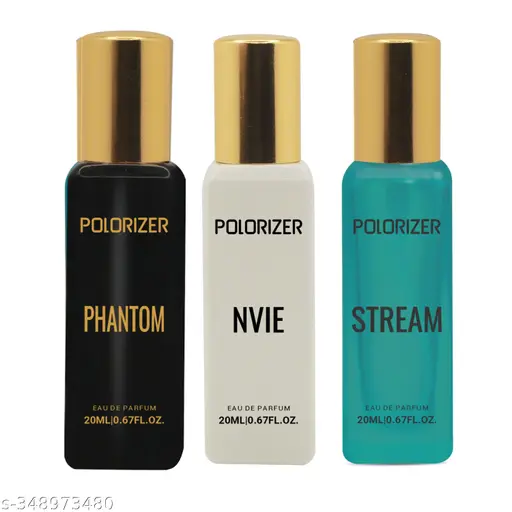 POLORIZER
PHANTOM
EAU DE PARFUM
20ML|0.67FL.OZ.
POLORIZER
NVIE
EAU DE PARFUM
20ML|0.67FL.OZ.
POLORIZER
STREAM
EAU DE PARFUM
20ML|0.67FL.OZ.
s-348973480